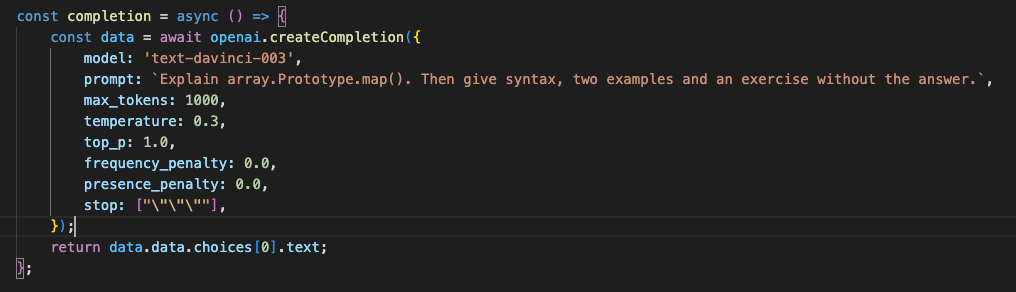 const completion = async () => {
    const data = await openai.createCompletion({
        model: 'text-davinci-003',
        prompt: `Explain array.Prototype.map(). Then give syntax, two examples and an exercise without the answer.`,
        max_tokens: 1000,
        temperature: 0.3,
        top_p: 1.0,
        frequency_penalty: 0.0,
        presence_penalty: 0.0,
        stop: ["\"\"\""],
    });
    return data.data.choices[0].text;
};